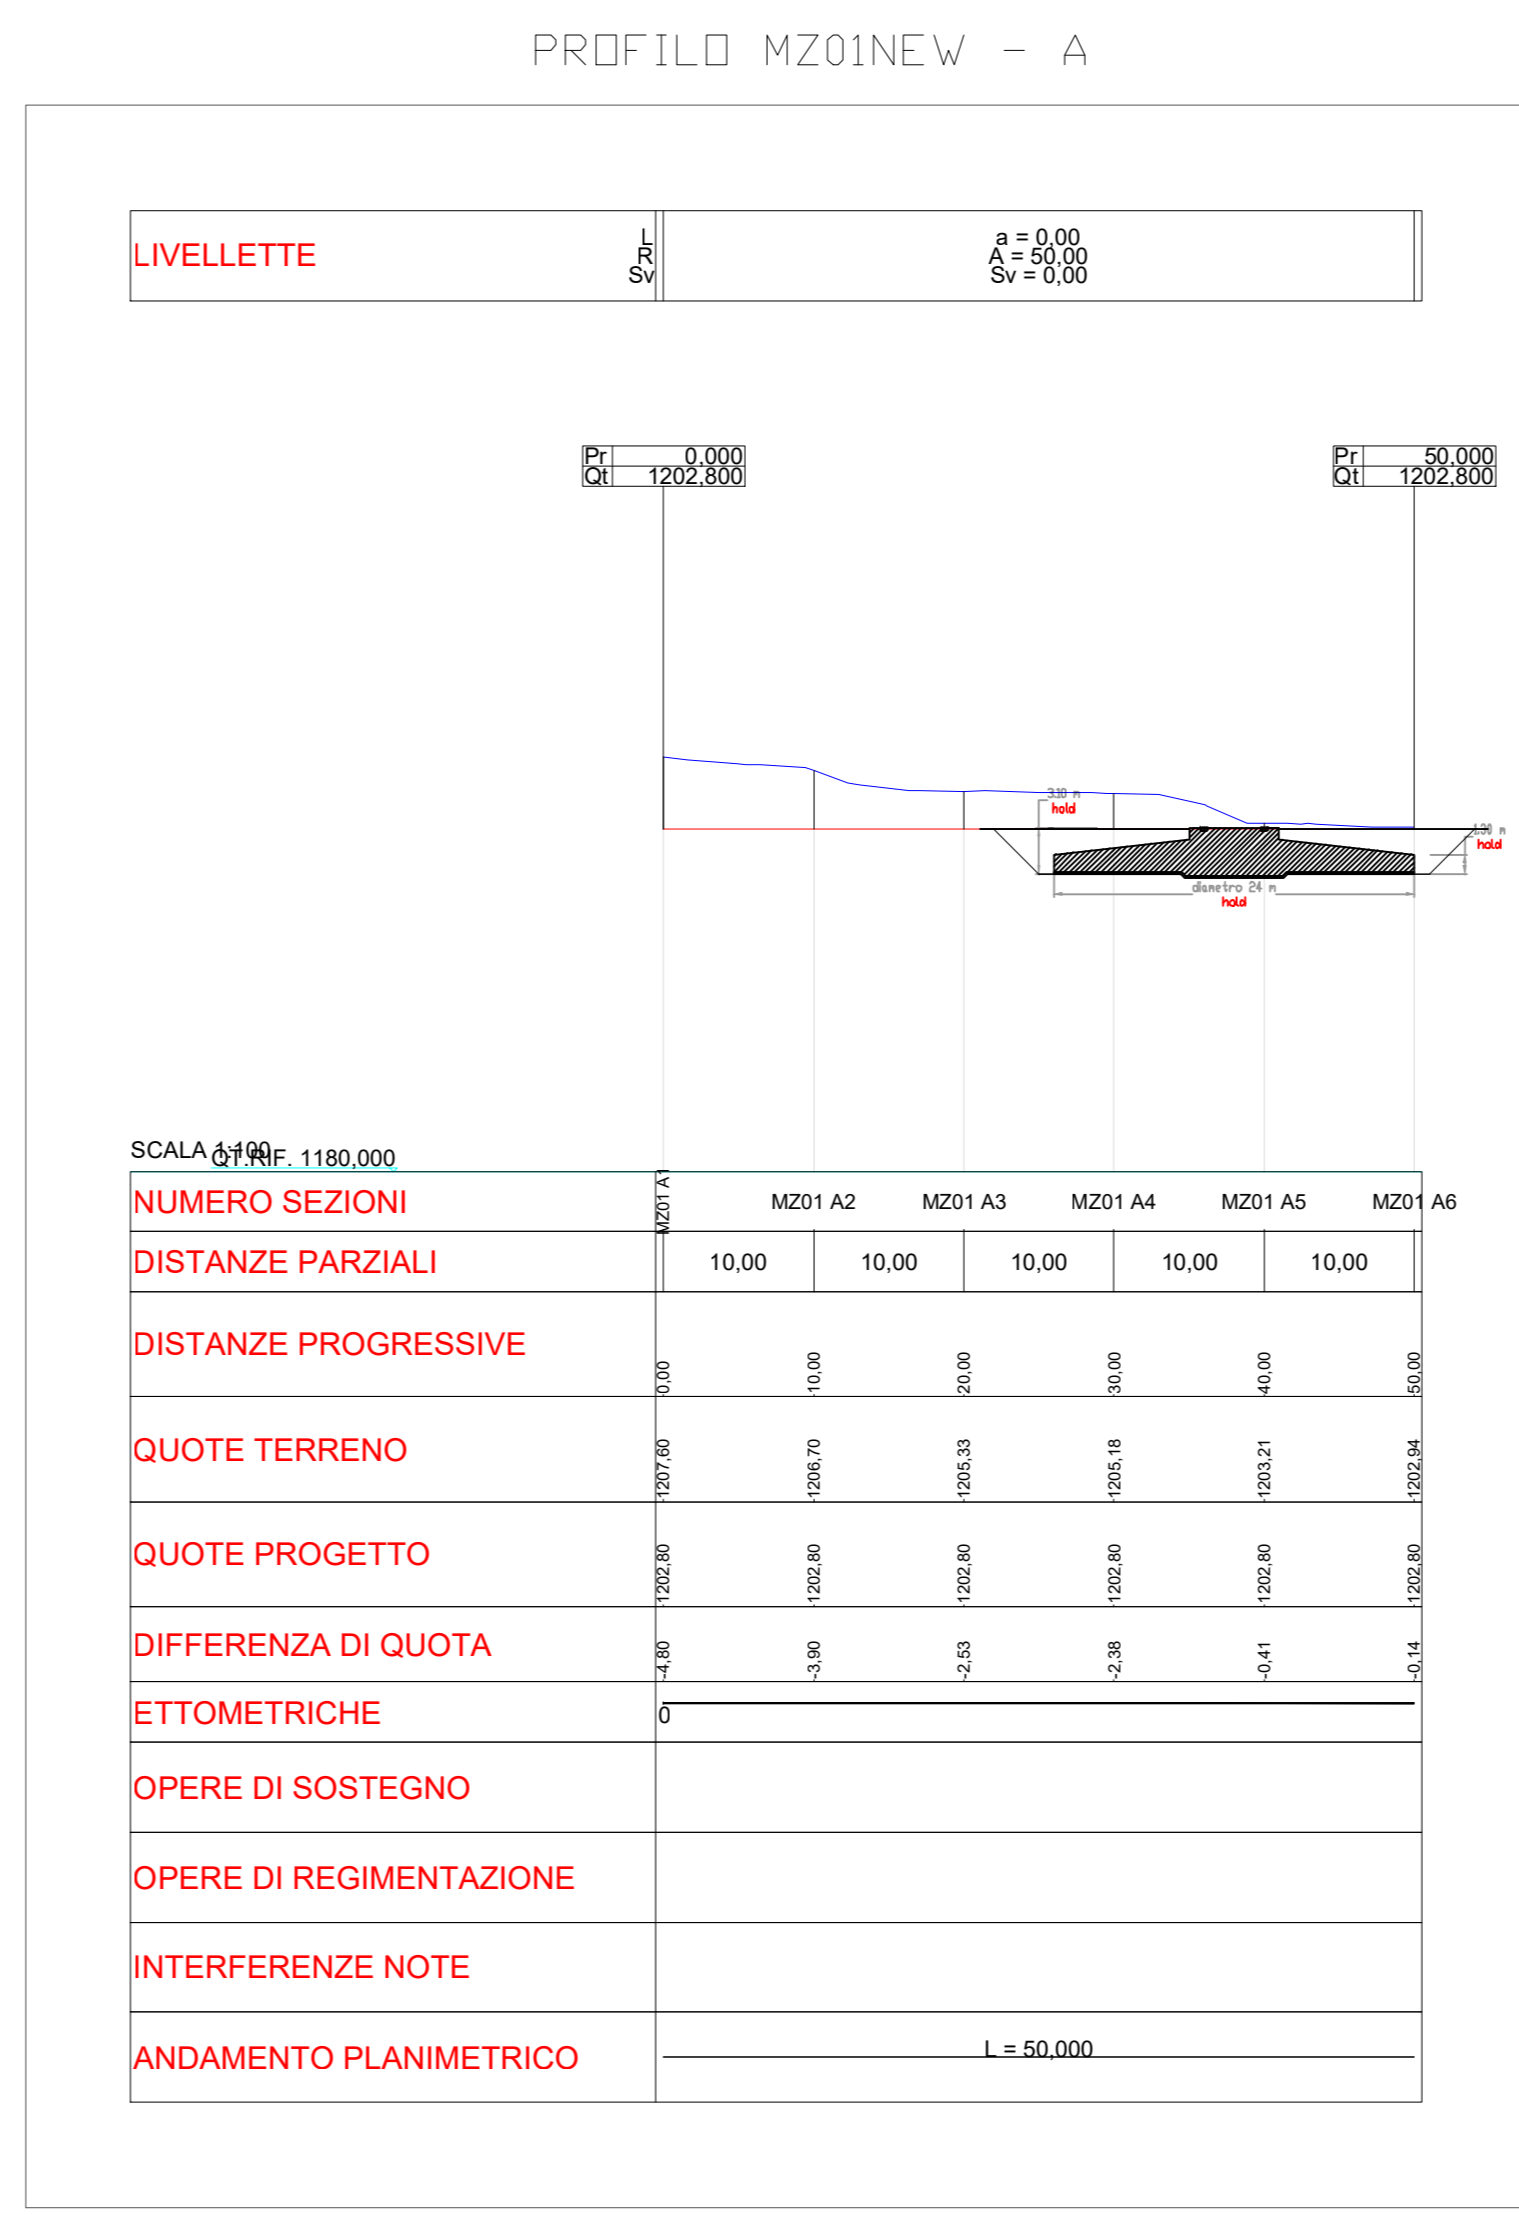 PROFILO MZ01NEW - A
LIVELLETTE
L
R
Sv
a = 0,00
A = 50,00
Sv = 0,00
Pr 0,000
Qt 1202,800
Pr 50,000
Qt 1202,800
3.10 m
hold
1.30 m
hold
diametro 24 m
hold
SCALA 1:100
QT.RIF. 1180,000
NUMERO SEZIONI MZ01 A1 MZ01 A2 MZ01 A3 MZ01 A4 MZ01 A5 MZ01 A6
DISTANZE PARZIALI 10,00 10,00 10,00 10,00 10,00
DISTANZE PROGRESSIVE 0,00 10,00 20,00 30,00 40,00 50,00
QUOTE TERRENO 1207,60 1206,70 1205,33 1205,18 1203,21 1202,94
QUOTE PROGETTO 1202,80 1202,80 1202,80 1202,80 1202,80 1202,80
DIFFERENZA DI QUOTA -4,80 -3,90 -2,53 -2,38 -0,41 -0,14
ETTOMETRICHE 0
OPERE DI SOSTEGNO
OPERE DI REGIMENTAZIONE
INTERFERENZE NOTE
ANDAMENTO PLANIMETRICO L = 50,000